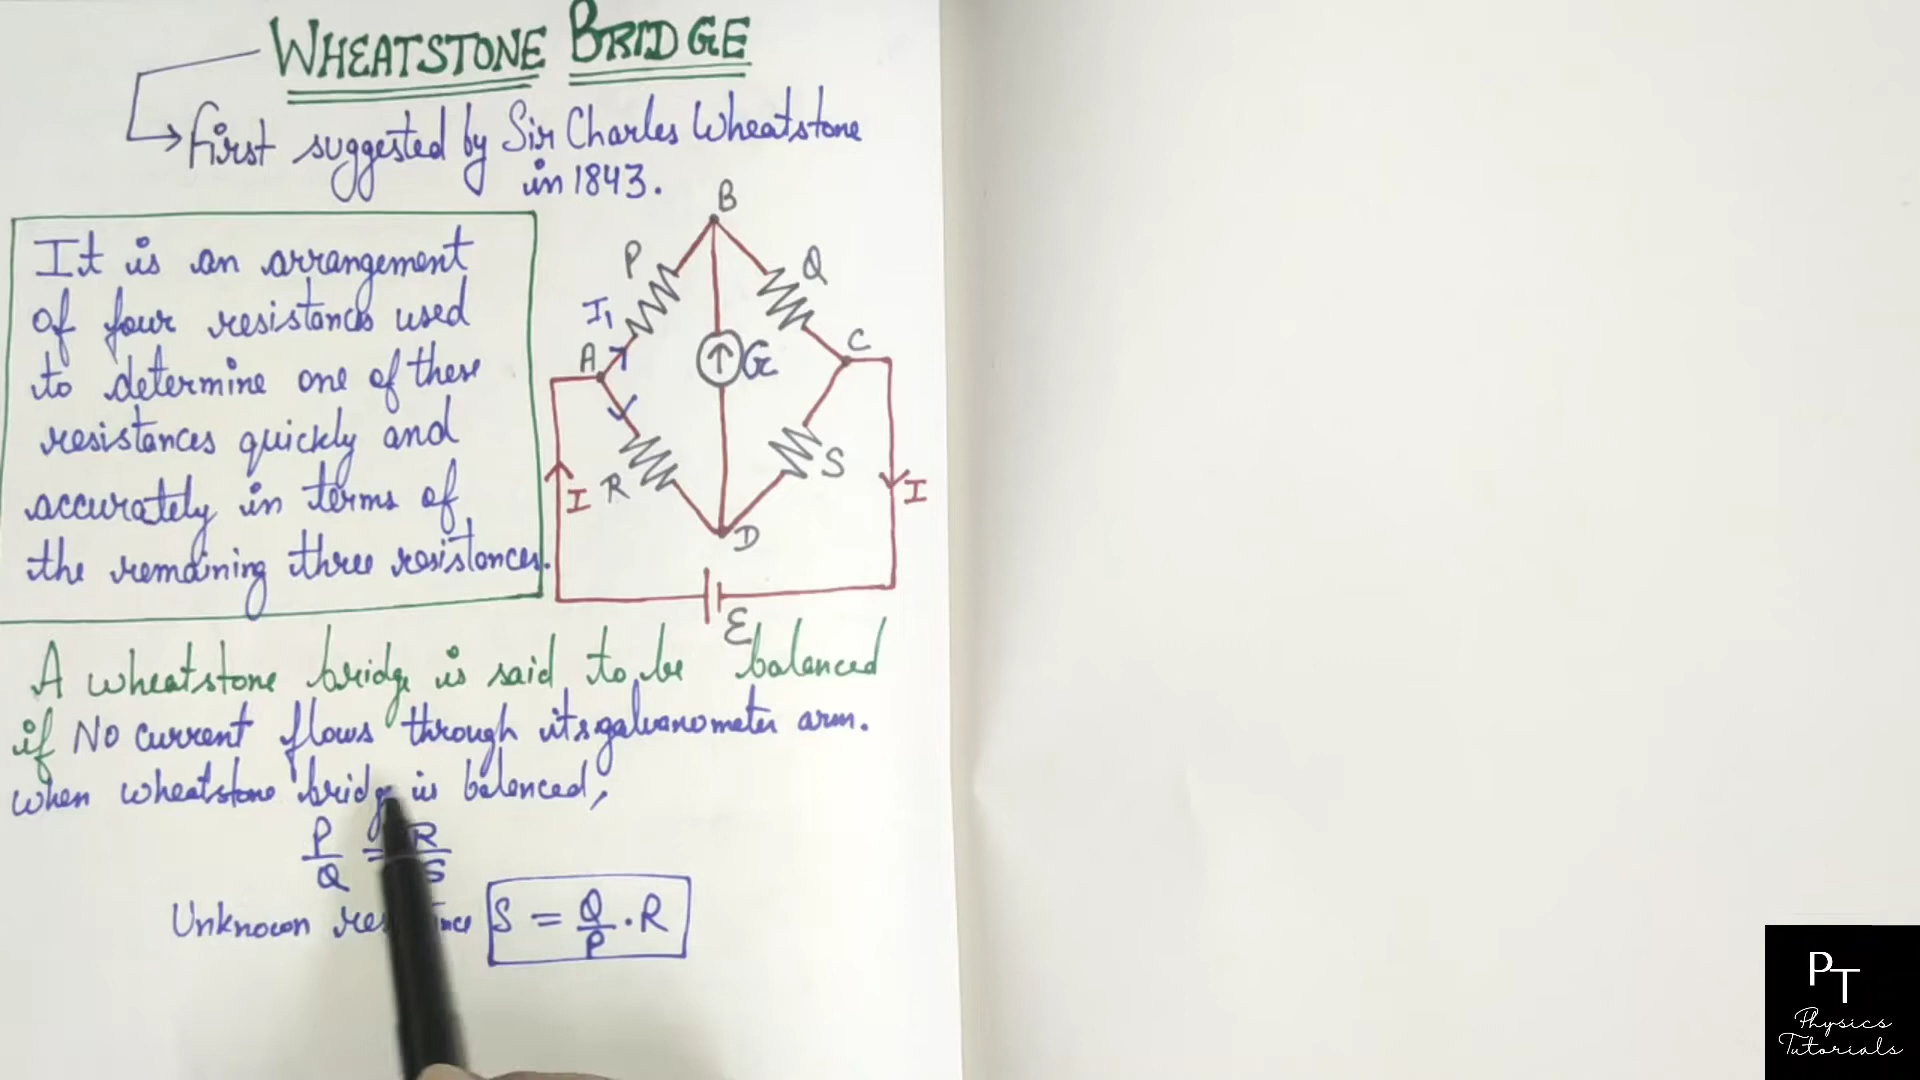 WHEATSTONE BRIDGE
First suggested by Sir Charles Wheatstone
in 1843.
It is an arrangement
of four resistances used
to determine one of these
resistances quickly and
accurately in terms of
the remaining three resistances.
B
P
Q
I₁
A
G
C
R
S
I
I
D
E
A wheatstone bridge is said to be balanced
if No current flows through its galvanometer arm.
when wheatstone bridge is balanced,
P/Q = R/S
Unknown S = Q/P . R
PT
Physics
Tutorials